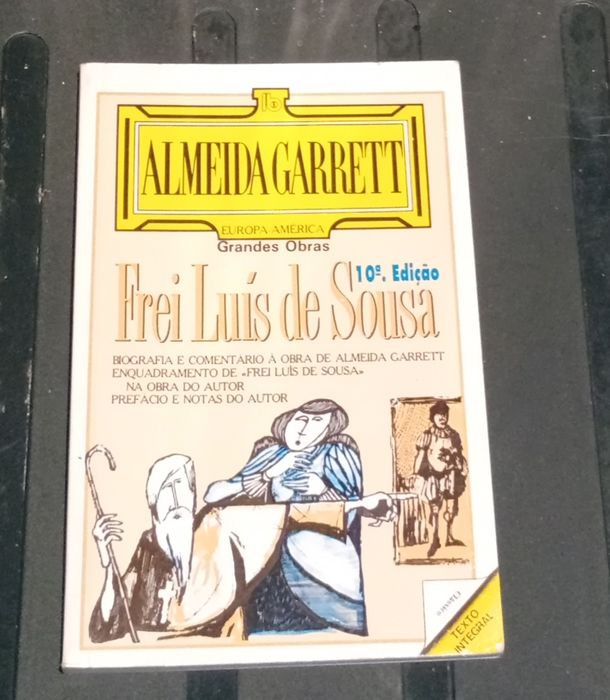 ALMEIDA GARRETT
EUROPA-AMÉRICA
Grandes Obras
10ª. Edição
Frei Luís de Sousa
BIOGRAFIA E COMENTÁRIO À OBRA DE ALMEIDA GARRETT
ENQUADRAMENTO DE «FREI LUÍS DE SOUSA»
NA OBRA DO AUTOR
PREFÁCIO E NOTAS DO AUTOR
TEXTO
INTEGRAL